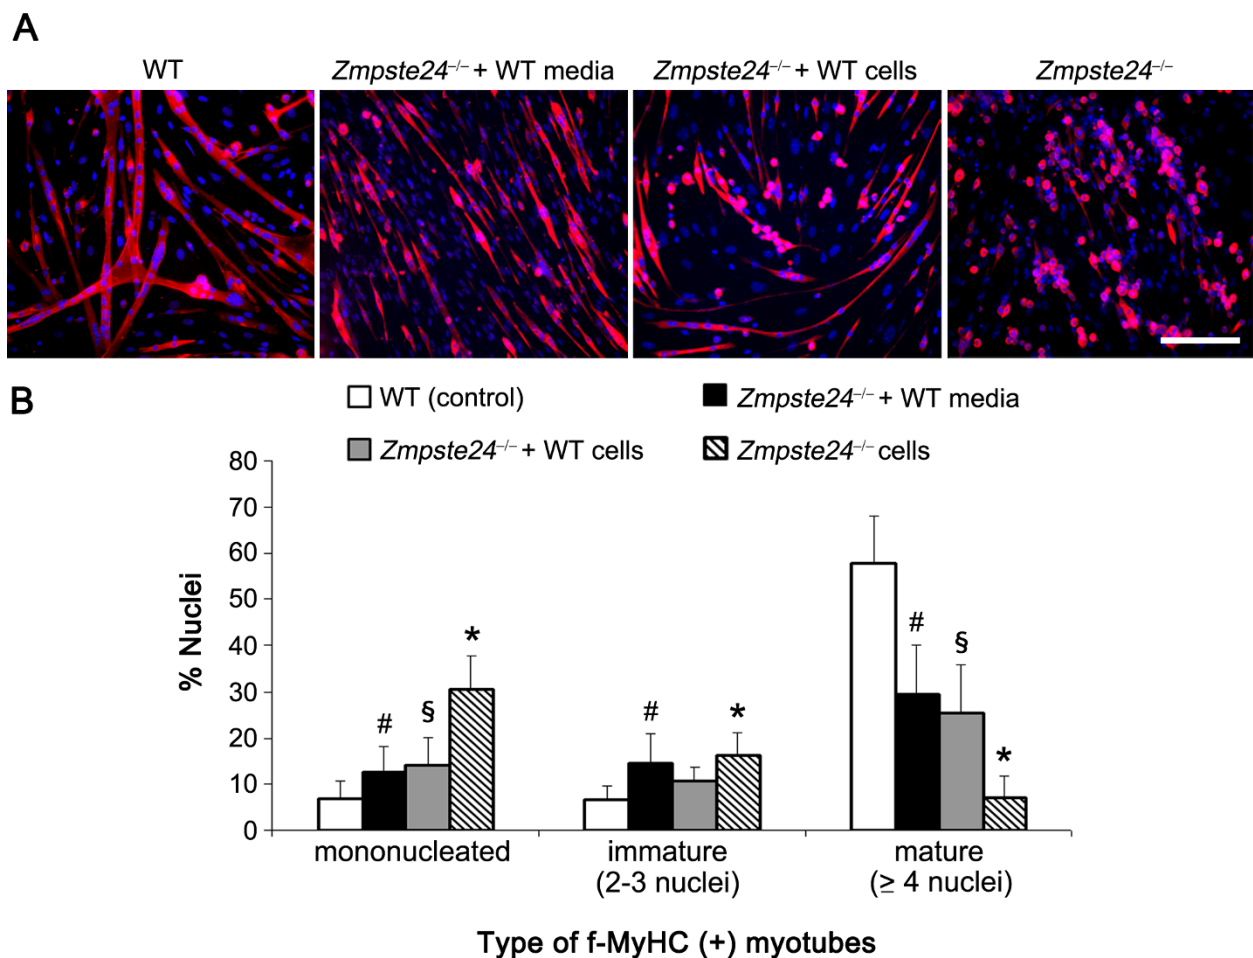 A
WT
Zmpste24⁻/⁻ + WT media
Zmpste24⁻/⁻ + WT cells
Zmpste24⁻/⁻
B
WT (control)
Zmpste24⁻/⁻ + WT media
Zmpste24⁻/⁻ + WT cells
Zmpste24⁻/⁻ cells
% Nuclei
80
70
60
50
40
30
20
10
0
# § *
# *
# § *
mononucleated
immature
(2-3 nuclei)
mature
(≥ 4 nuclei)
Type of f-MyHC (+) myotubes